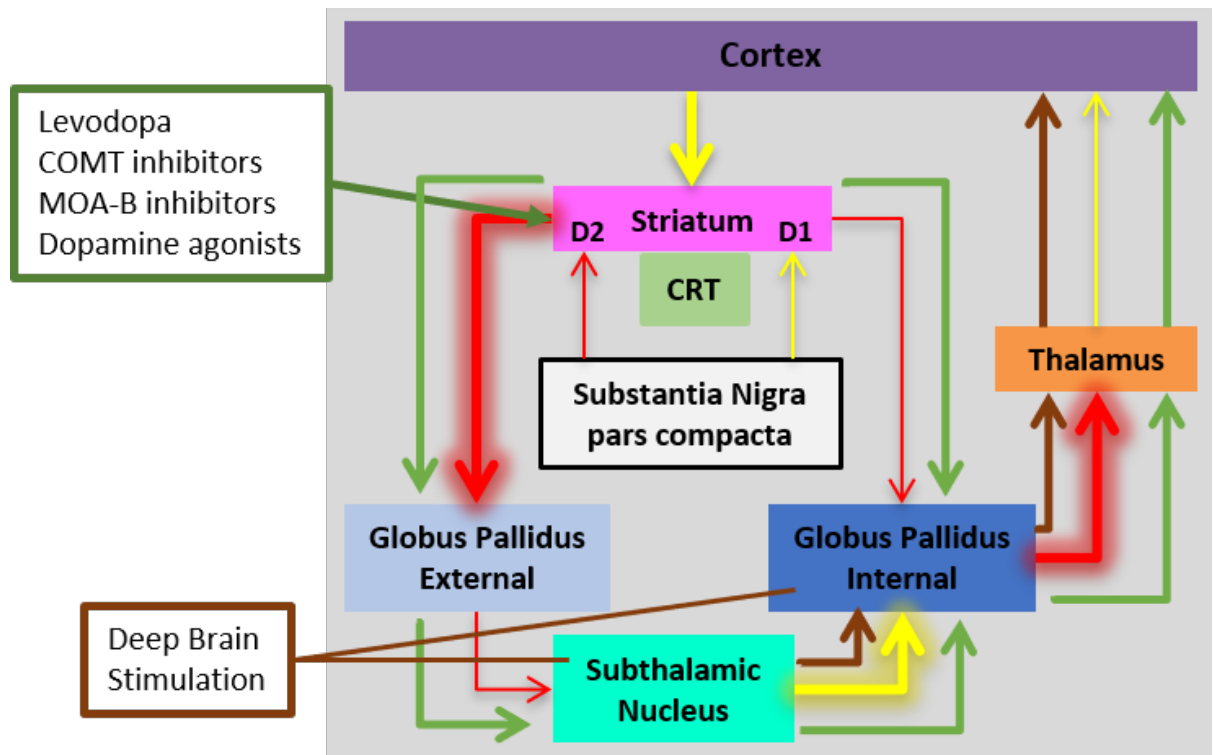 Cortex
Levodopa
COMT inhibitors
MOA-B inhibitors
Dopamine agonists
Striatum
D2
D1
CRT
Substantia Nigra
pars compacta
Thalamus
Globus Pallidus
External
Globus Pallidus
Internal
Deep Brain
Stimulation
Subthalamic
Nucleus